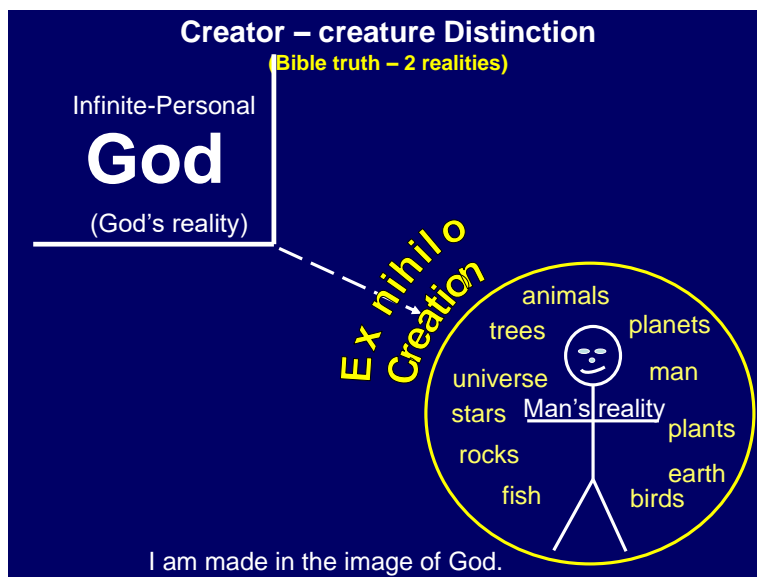 Creator – creature Distinction
(Bible truth – 2 realities)
Infinite-Personal
God
(God's reality)
Ex nihilo
Creation
animals
trees
planets
universe
man
stars
Man's reality
plants
rocks
earth
fish
birds
I am made in the image of God.